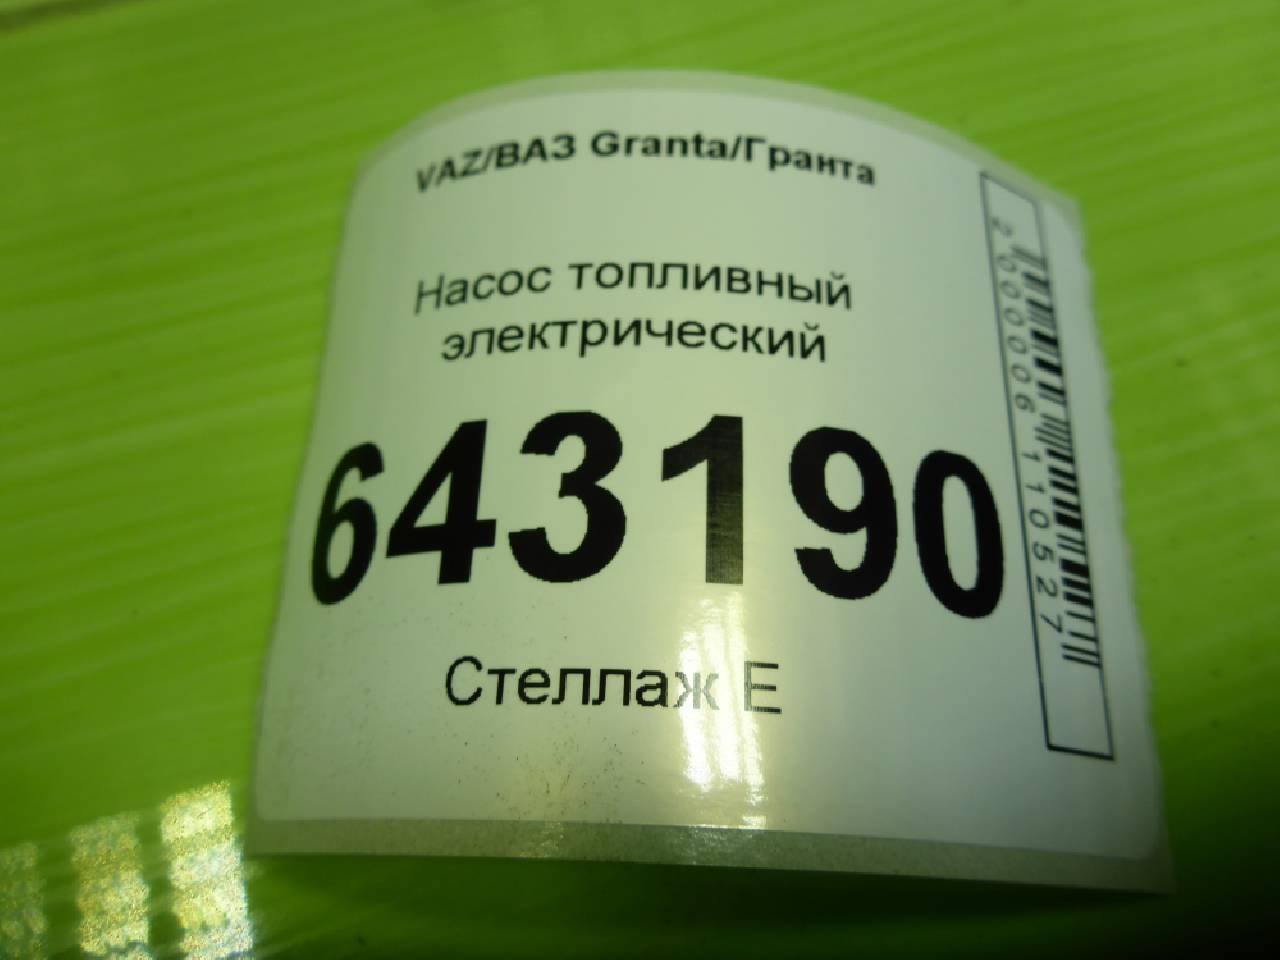 VAZ/ВАЗ Granta/Гранта
Насос топливный
электрический
643190
Стеллаж E
2000006110527